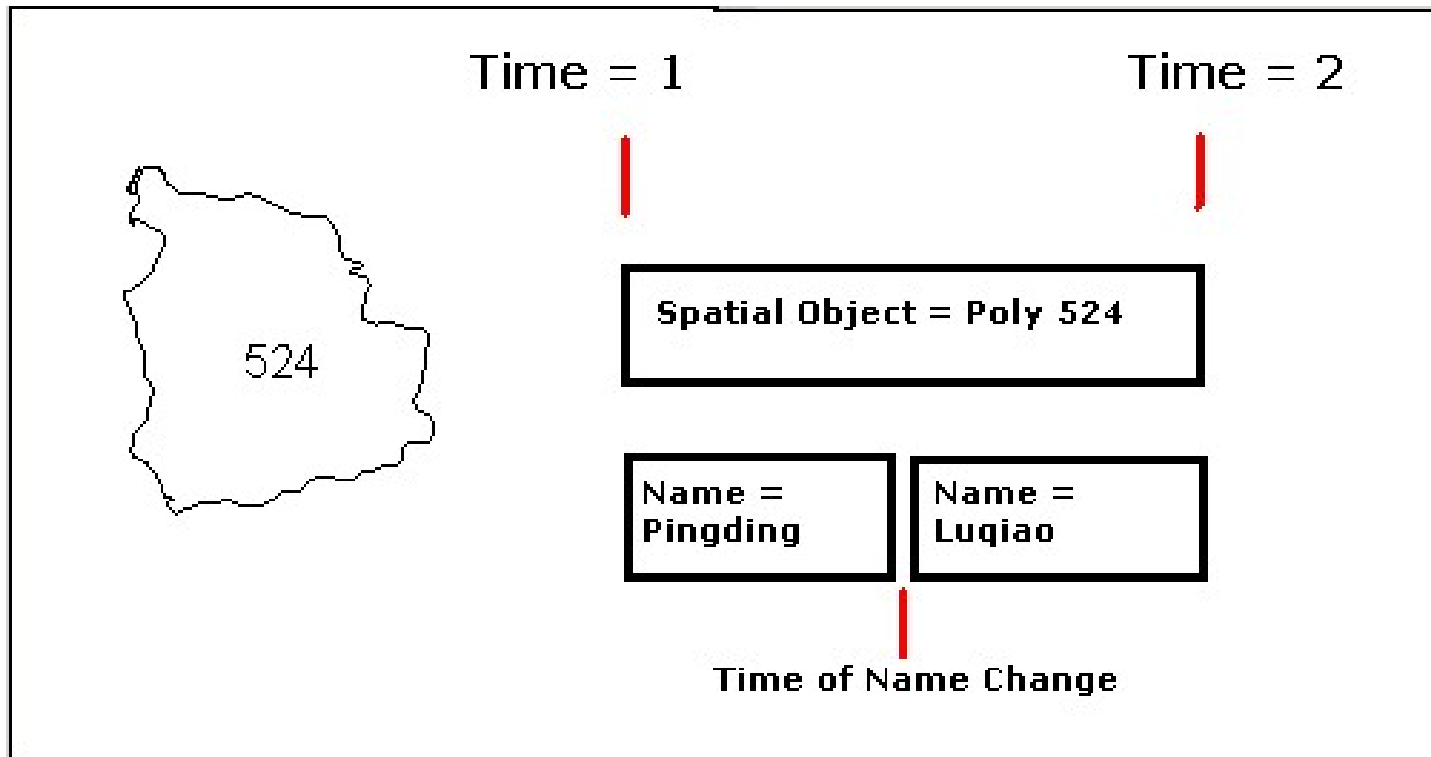 Time = 1
Time = 2
524
Spatial Object = Poly 524
Name =
Pingding
Name =
Luqiao
Time of Name Change